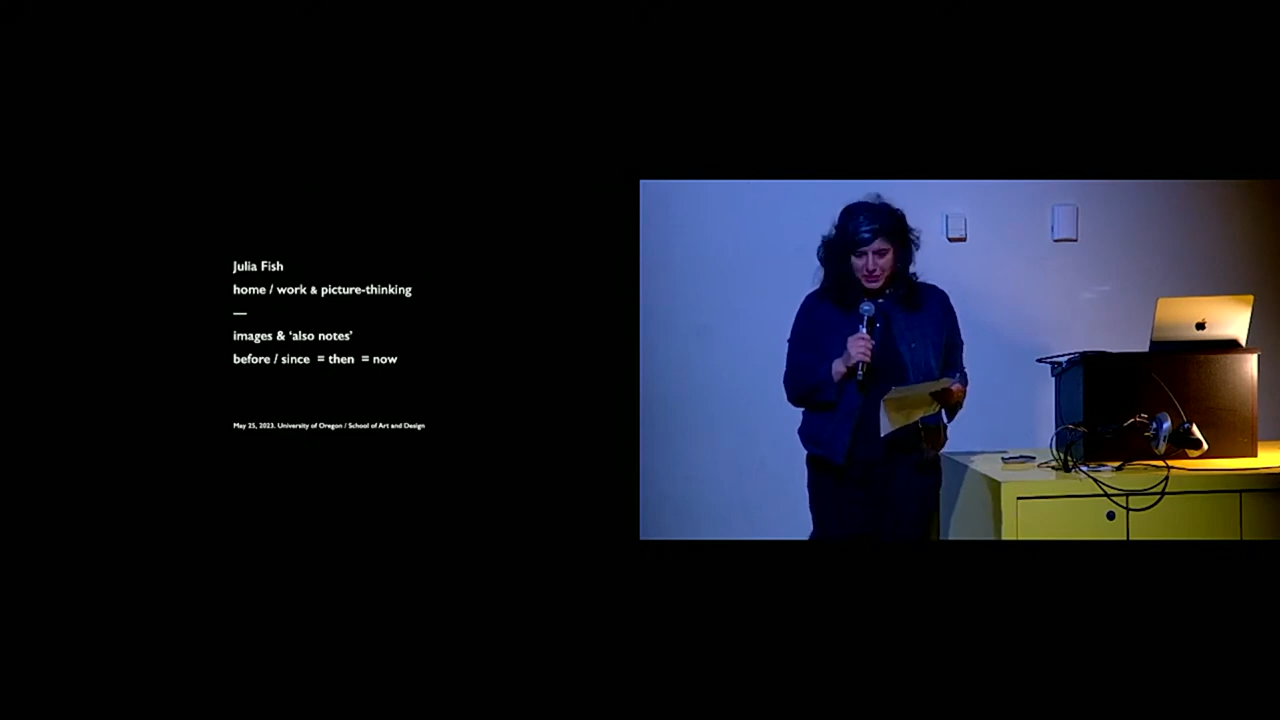 Julia Fish
home / work & picture-thinking
—
images & ‘also notes’
before / since = then = now
May 25, 2023. University of Oregon / School of Art and Design